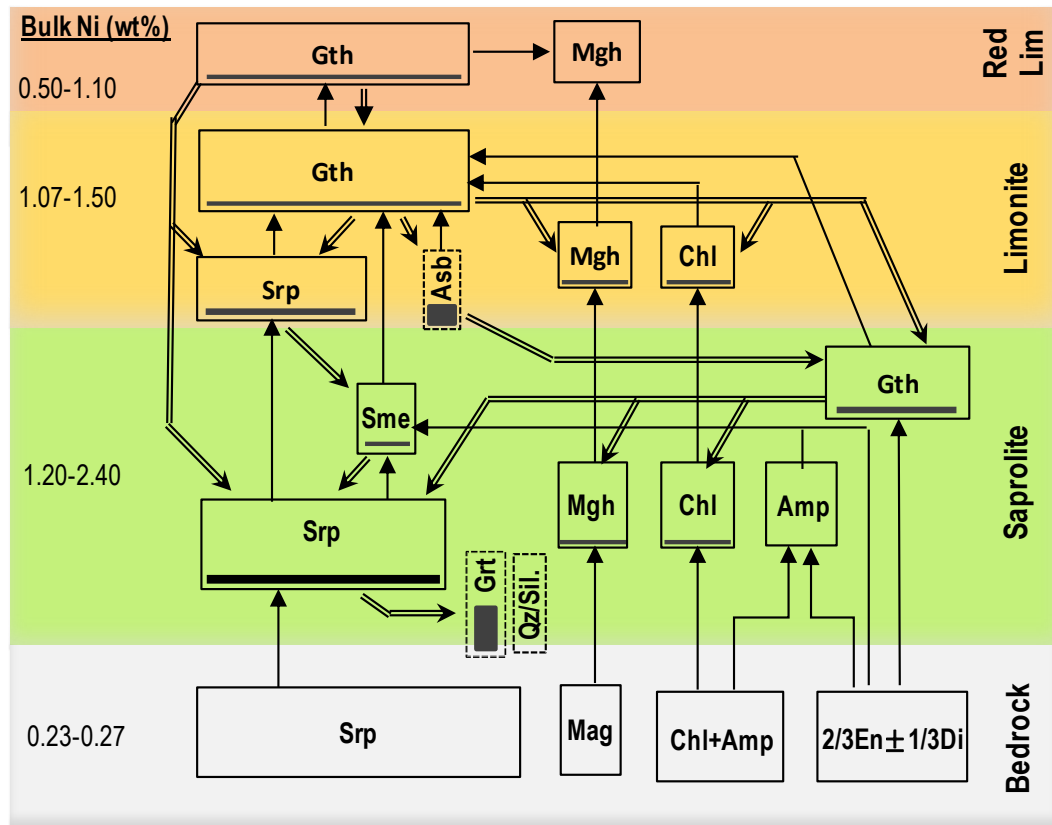 Bulk Ni (wt%)
Gth
Mgh
Red
Lim
0.50-1.10
Gth
1.07-1.50
Limonite
Mgh
Chl
Srp
Asb
Gth
Sme
1.20-2.40
Saprolite
Mgh
Chl
Amp
Srp
Grt
Qz/Sil.
Srp
Mag
Chl+Amp
2/3En±1/3Di
0.23-0.27
Bedrock